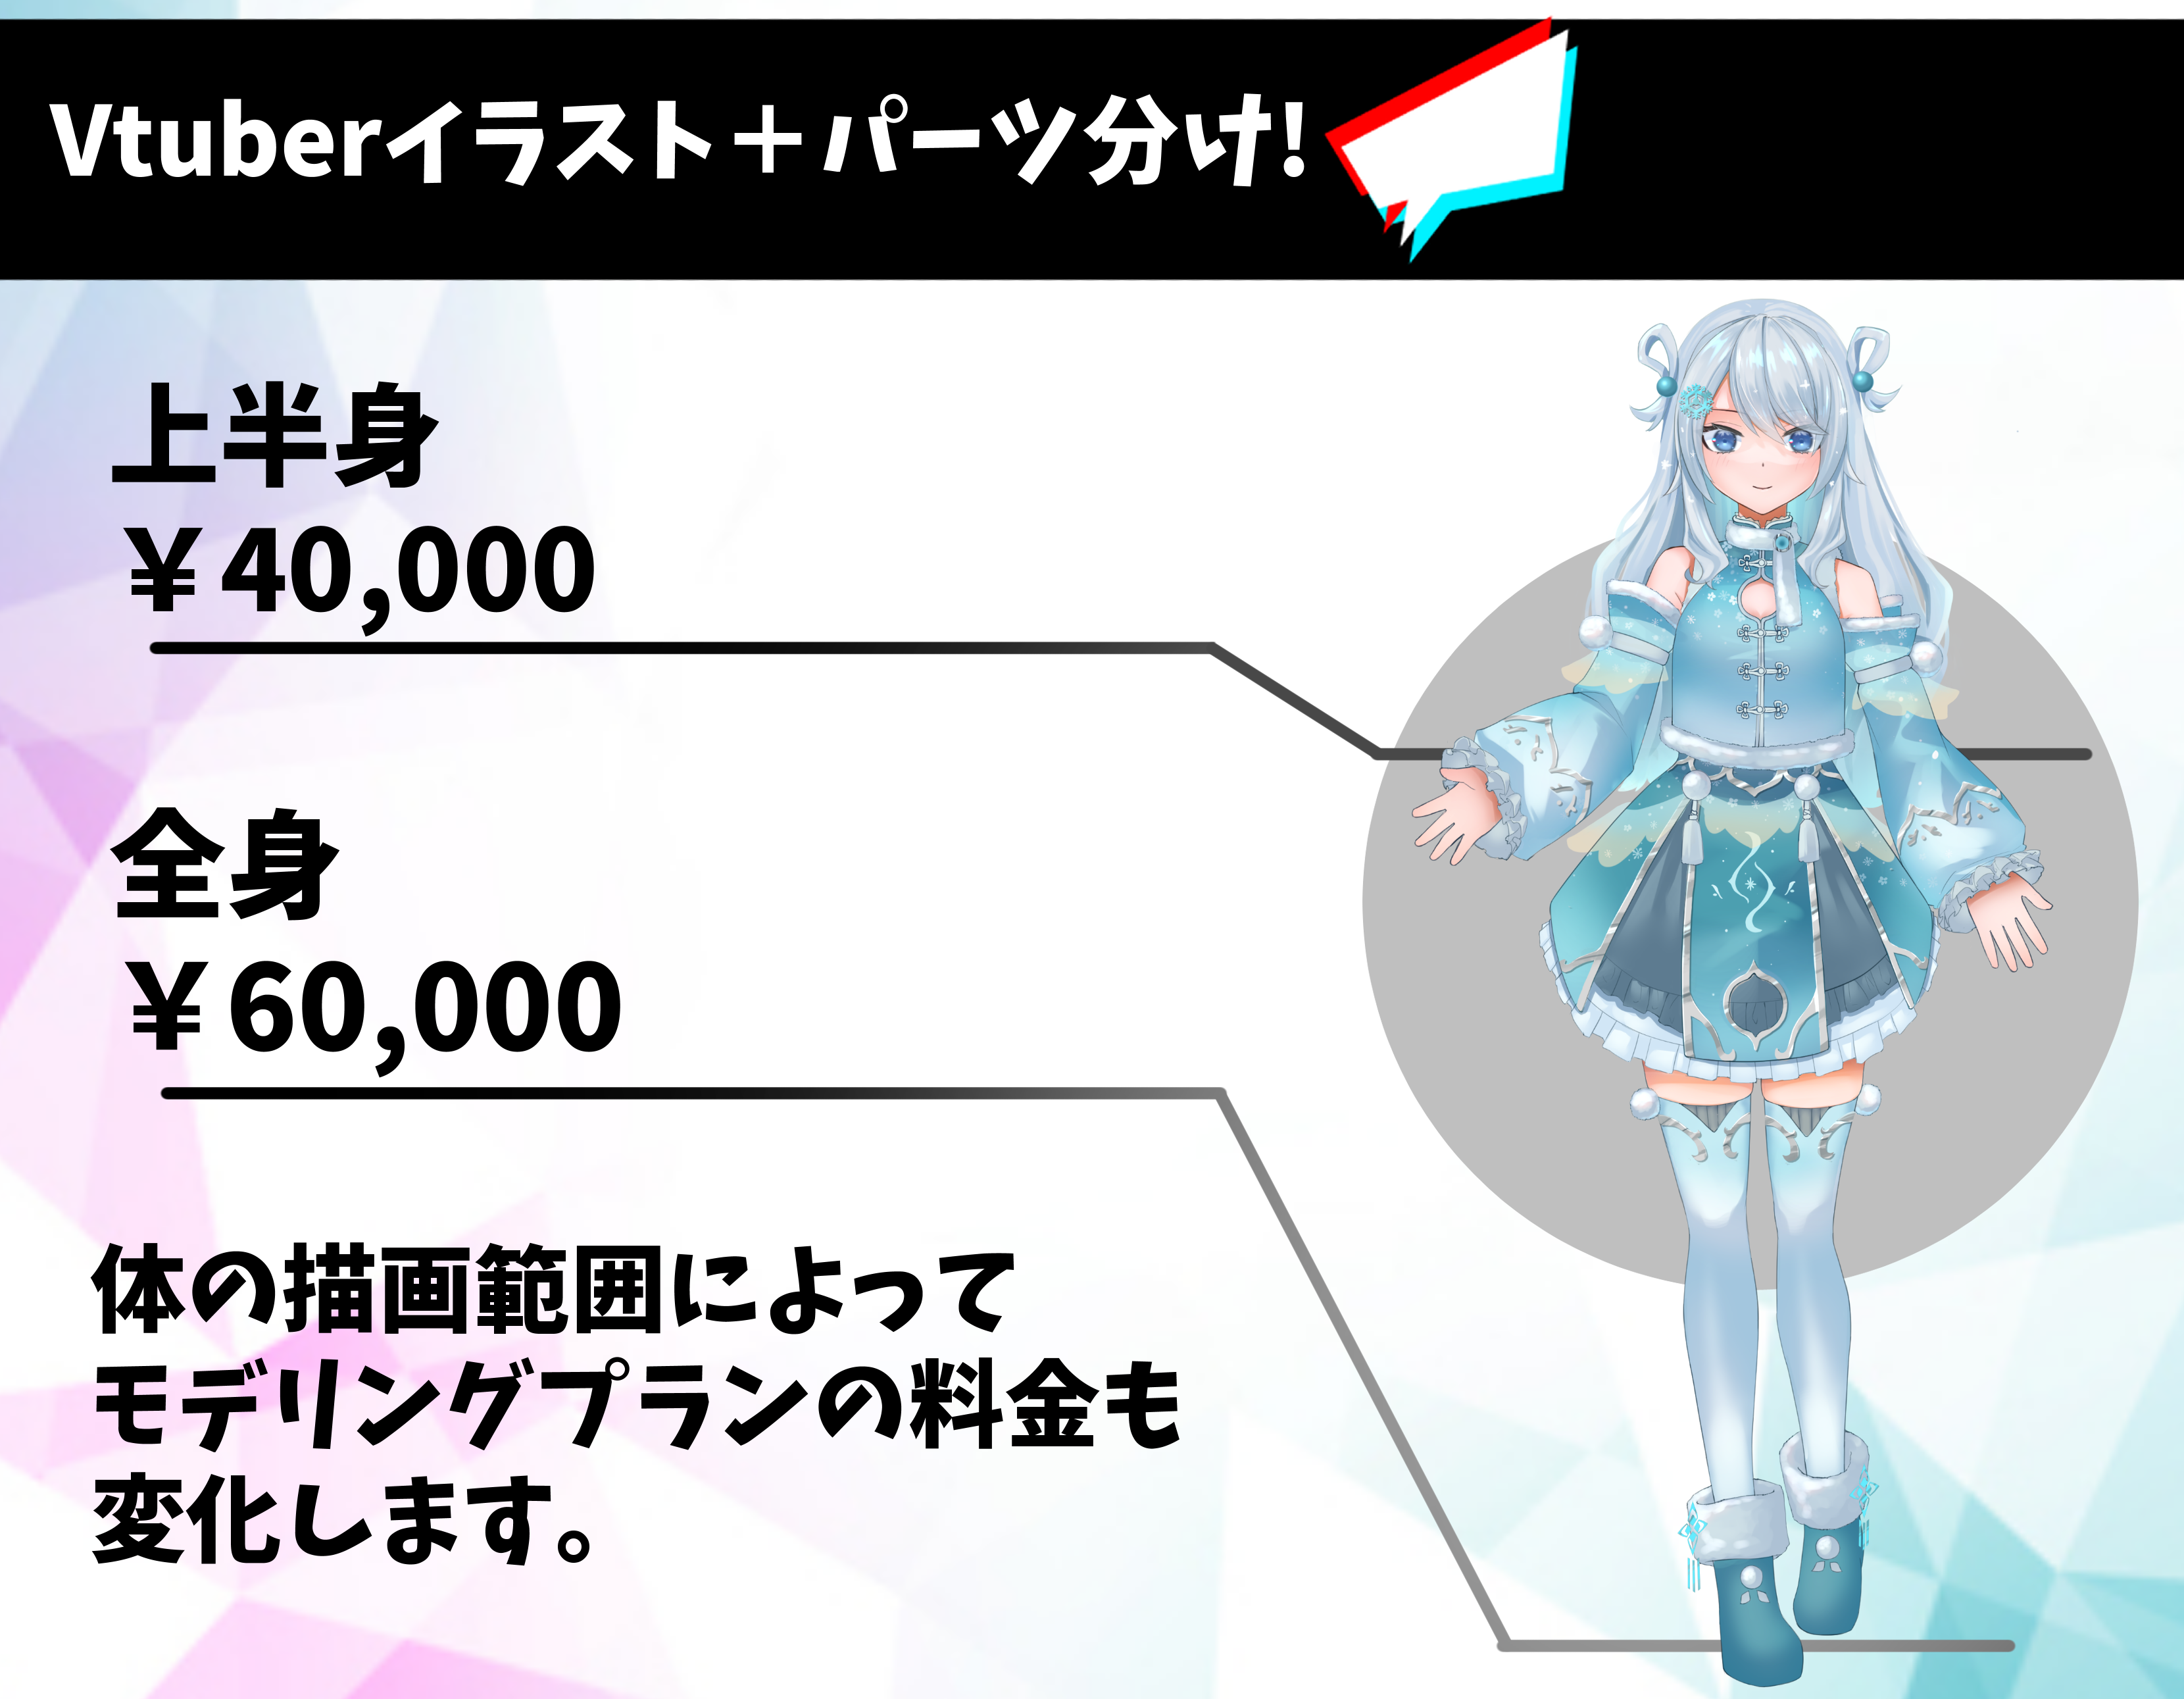 Vtuberイラスト＋パーツ分け!
上半身
￥40,000
全身
￥60,000
体の描画範囲によって
モデリングプランの料金も
変化します。